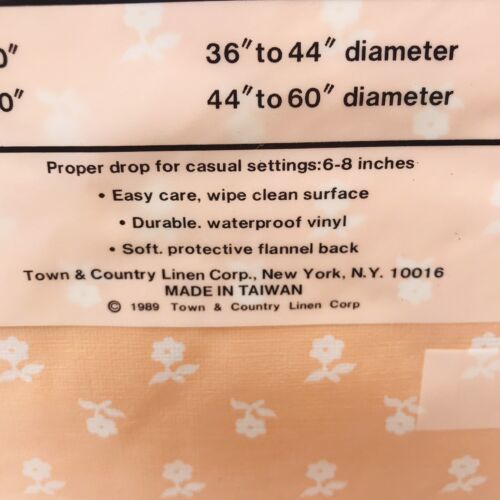 0" 36" to 44" diameter
0" 44" to 60" diameter
Proper drop for casual settings:6-8 inches
• Easy care, wipe clean surface
• Durable. waterproof vinyl
• Soft. protective flannel back
Town & Country Linen Corp., New York, N.Y. 10016
MADE IN TAIWAN
© 1989 Town & Country Linen Corp